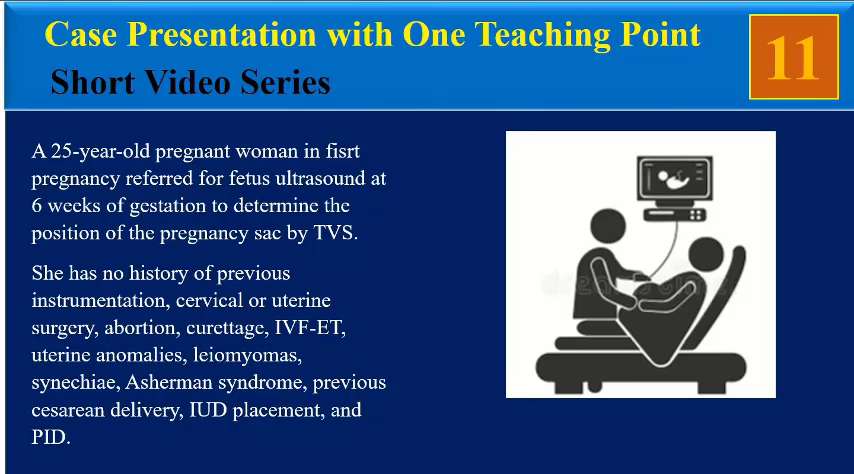 Case Presentation with One Teaching Point
Short Video Series
11
A 25-year-old pregnant woman in fisrt
pregnancy referred for fetus ultrasound at
6 weeks of gestation to determine the
position of the pregnancy sac by TVS.
She has no history of previous
instrumentation, cervical or uterine
surgery, abortion, curettage, IVF-ET,
uterine anomalies, leiomyomas,
synechiae, Asherman syndrome, previous
cesarean delivery, IUD placement, and
PID.